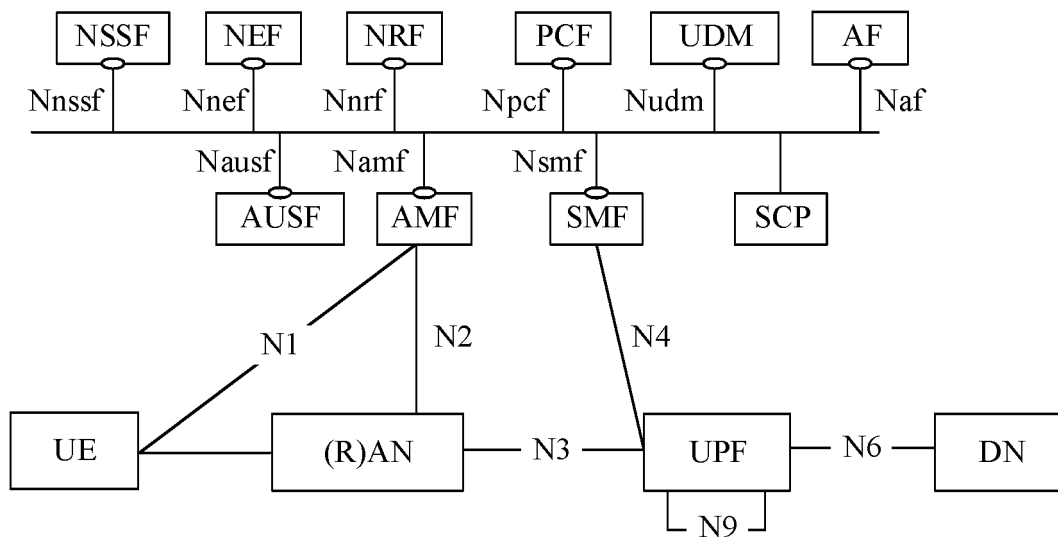 NSSF NEF NRF PCF UDM AF
Nnssf Nnef Nnrf Npcf Nudm Naf
Nausf Namf Nsmf
AUSF AMF SMF SCP
N1 N2 N4
UE (R)AN N3 UPF N6 DN
N9